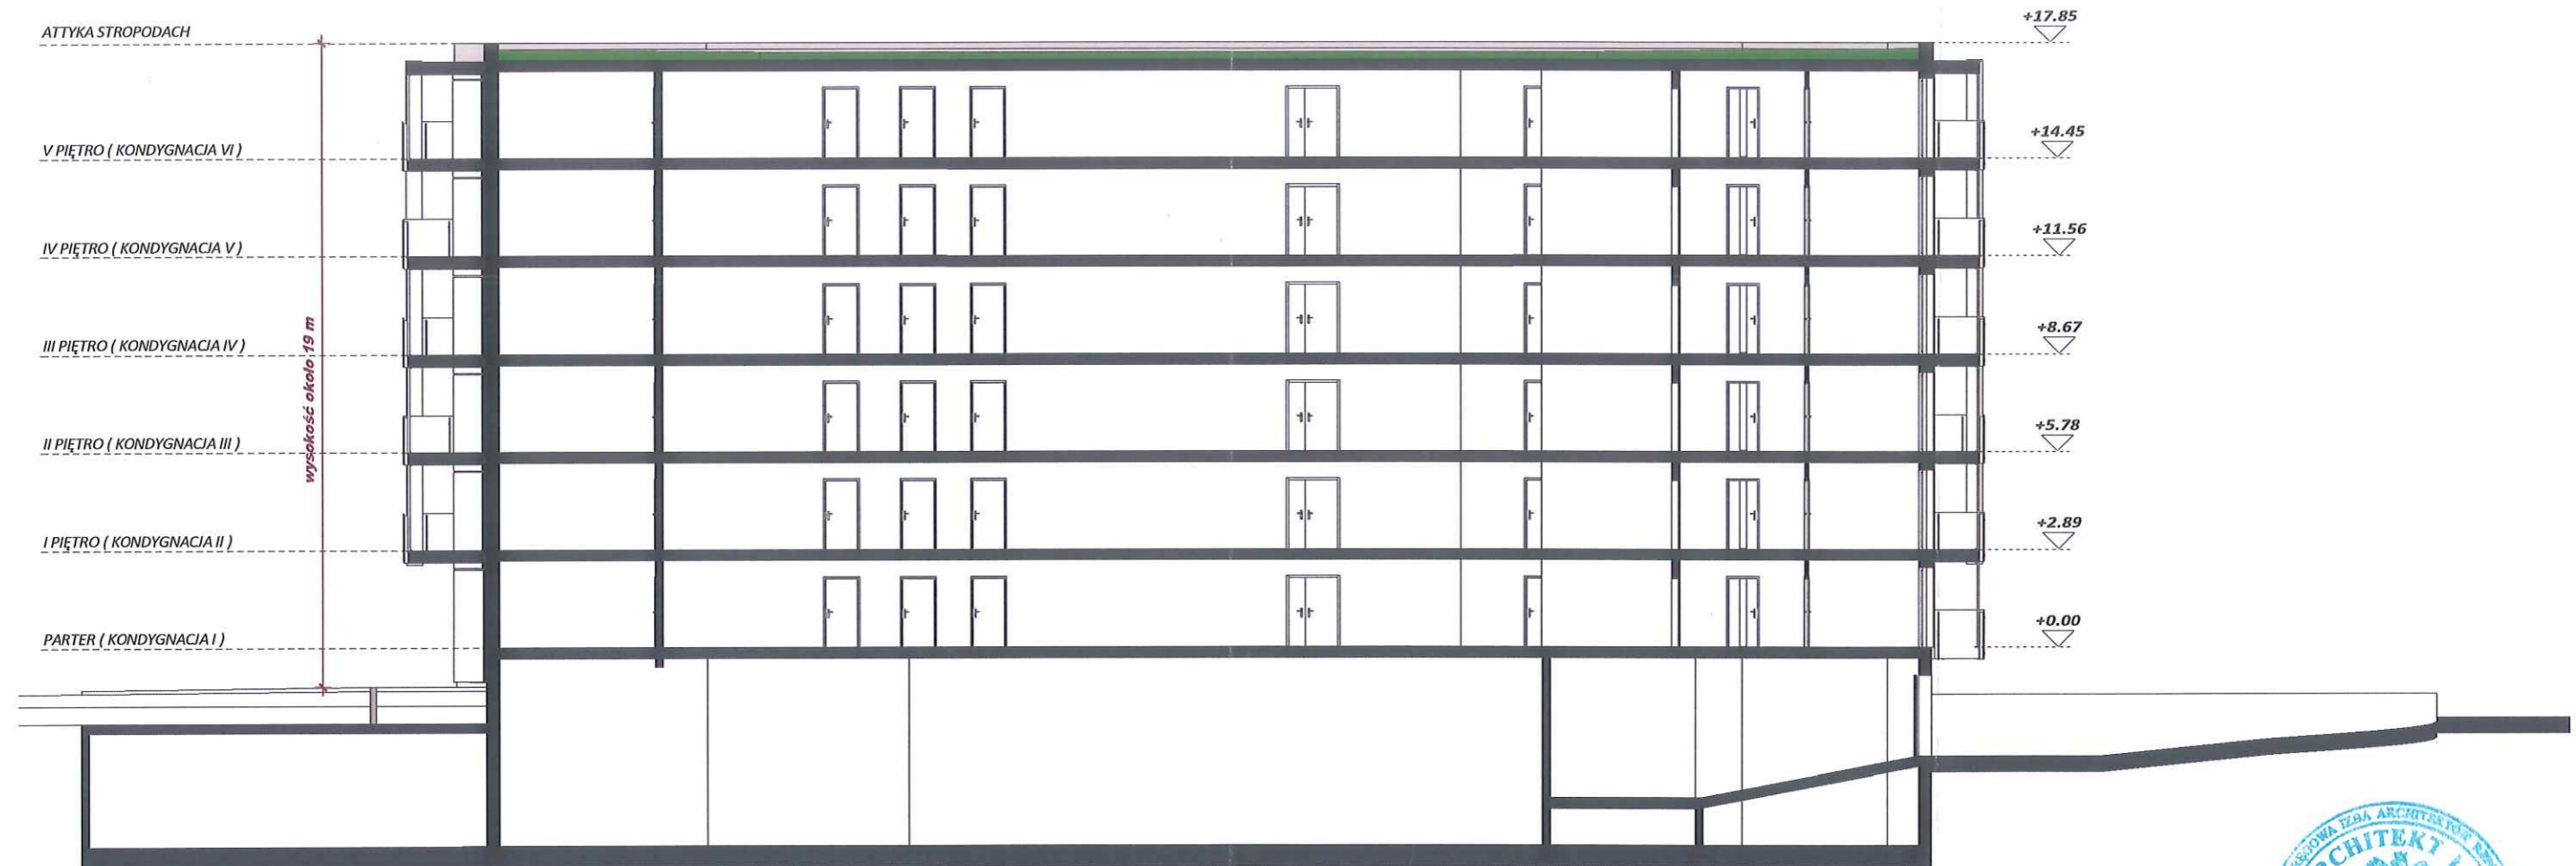 ATTYKA STROPODACH
+17.85
V PIĘTRO ( KONDYGNACJA VI )
+14.45
IV PIĘTRO ( KONDYGNACJA V )
+11.56
III PIĘTRO ( KONDYGNACJA IV )
+8.67
wysokość około 19 m
II PIĘTRO ( KONDYGNACJA III )
+5.78
I PIĘTRO ( KONDYGNACJA II )
+2.89
PARTER ( KONDYGNACJA I )
+0.00
IZBA ARCHITEKTÓW